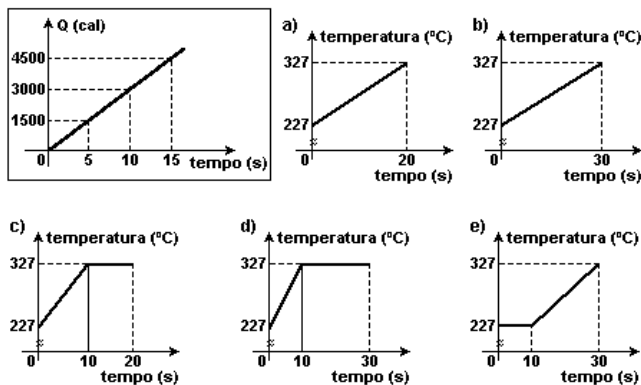 Q (cal)
4500
3000
1500
0
5
10
15
tempo (s)
a)
temperatura (ºC)
327
227
0
20
tempo (s)
b)
temperatura (ºC)
327
227
0
30
tempo (s)
c)
temperatura (ºC)
327
227
0
10
20
tempo (s)
d)
temperatura (ºC)
327
227
0
10
30
tempo (s)
e)
temperatura (ºC)
327
227
0
10
30
tempo (s)